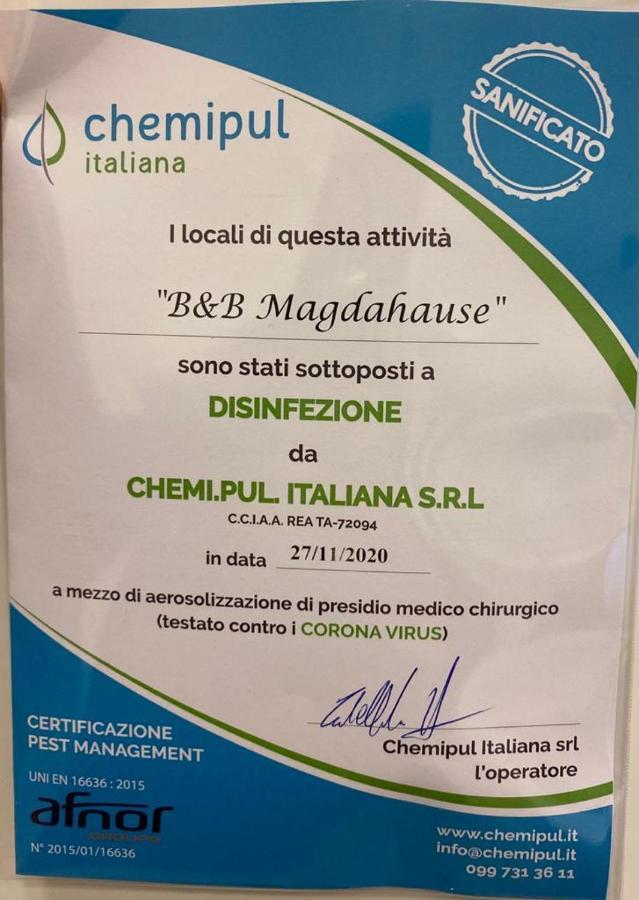 SANIFICATO
chemipul
italiana
I locali di questa attività
"B&B Magdahause"
sono stati sottoposti a
DISINFEZIONE
da
CHEMI.PUL. ITALIANA S.R.L
C.C.I.A.A. REA TA-72094
in data 27/11/2020
a mezzo di aerosolizzazione di presidio medico chirurgico
(testato contro i CORONA VIRUS)
Chemipul Italiana srl
l'operatore
CERTIFICAZIONE
PEST MANAGEMENT
UNI EN 16636 : 2015
afnor
GROUPE
N° 2015/01/16636
www.chemipul.it
info@chemipul.it
099 731 36 11